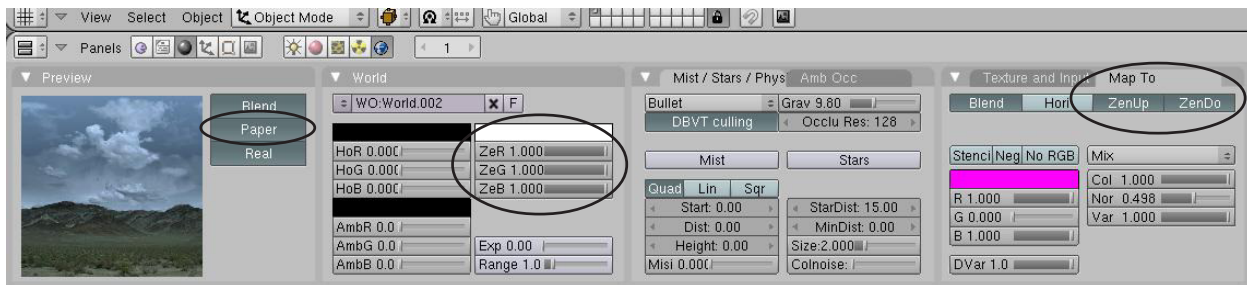 View Select Object Object Mode Global
Panels 1
Preview
Blend
Paper
Real
World
WO:World.002 F
HoR 0.000
HoG 0.000
HoB 0.000
ZeR 1.000
ZeG 1.000
ZeB 1.000
AmbR 0.0
AmbG 0.0
AmbB 0.0
Exp 0.00
Range 1.0
Mist / Stars / Phys Amb Occ
Bullet Grav 9.80
DBVT culling Occlu Res: 128
Mist Stars
Quad Lin Sqr
Start: 0.00
Dist: 0.00
Height: 0.00
Misi 0.000
StarDist: 15.00
MinDist: 0.00
Size:2.000
Colnoise:
Texture and Input Map To
Blend Hori ZenUp ZenDo
Stenci Neg No RGB Mix
R 1.000
G 0.000
B 1.000
DVar 1.0
Col 1.000
Nor 0.498
Var 1.000